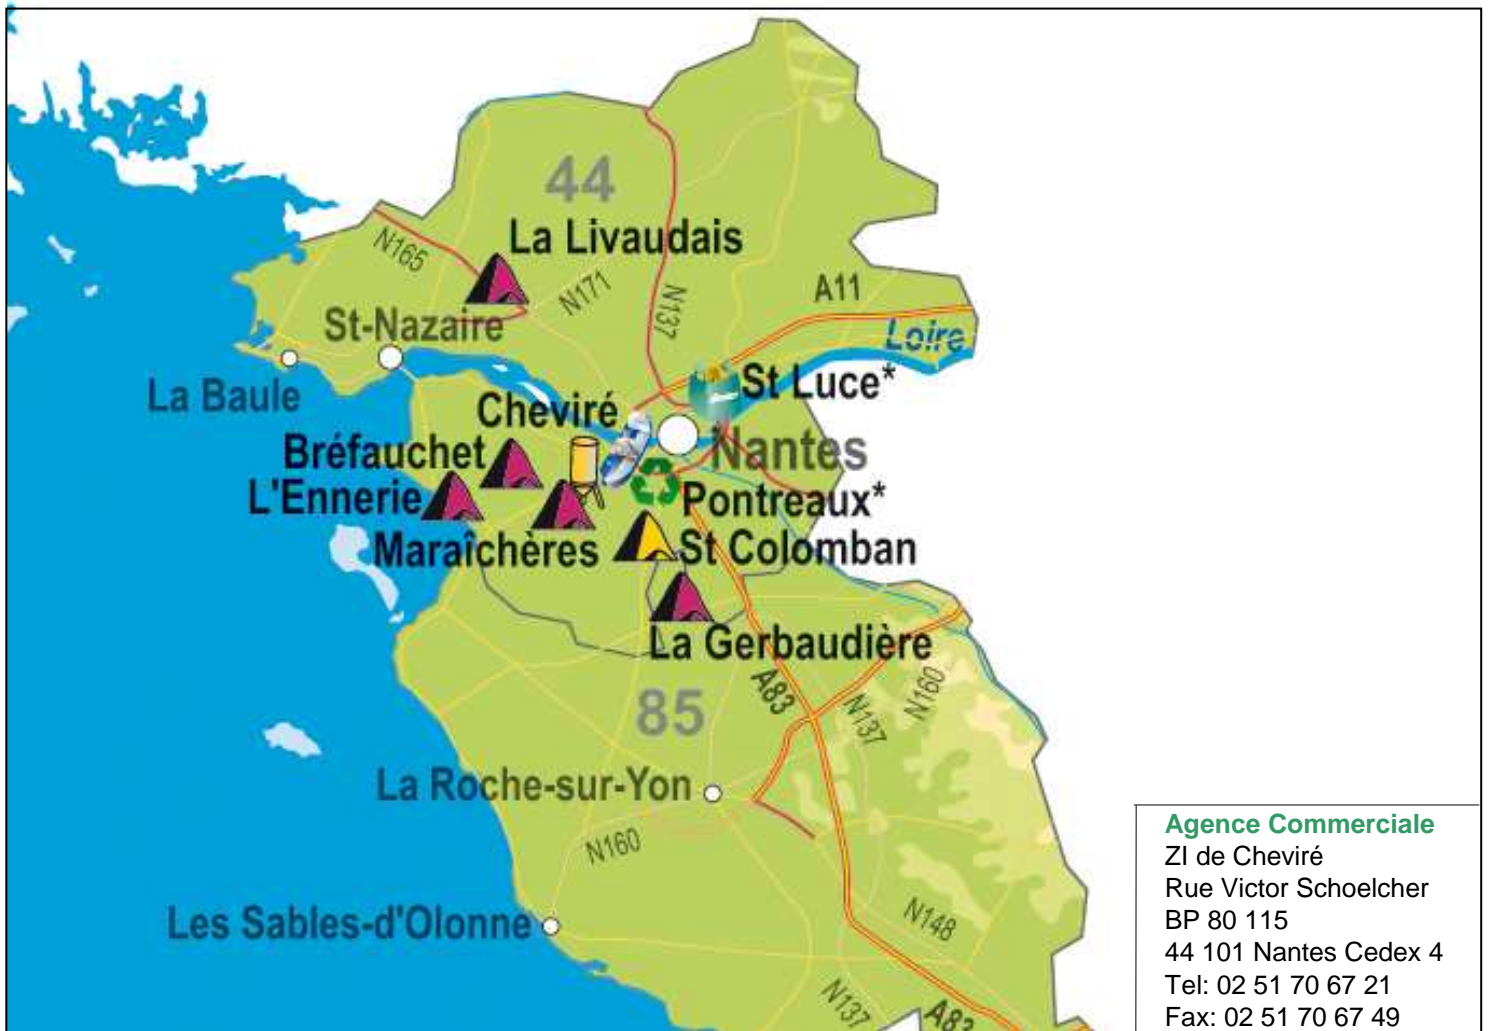 44
La Livaudais
N165
N171
N137
A11
St-Nazaire
Loire
La Baule
St Luce*
Cheviré
Nantes
Bréfauchet
L'Ennerie
Pontreaux*
Maraîchères
St Colomban
La Gerbaudière
A83
N137
N160
85
La Roche-sur-Yon
N160
Les Sables-d'Olonne
N148
N137
A83
Agence Commerciale
ZI de Cheviré
Rue Victor Schoelcher
BP 80 115
44 101 Nantes Cedex 4
Tel: 02 51 70 67 21
Fax: 02 51 70 67 49